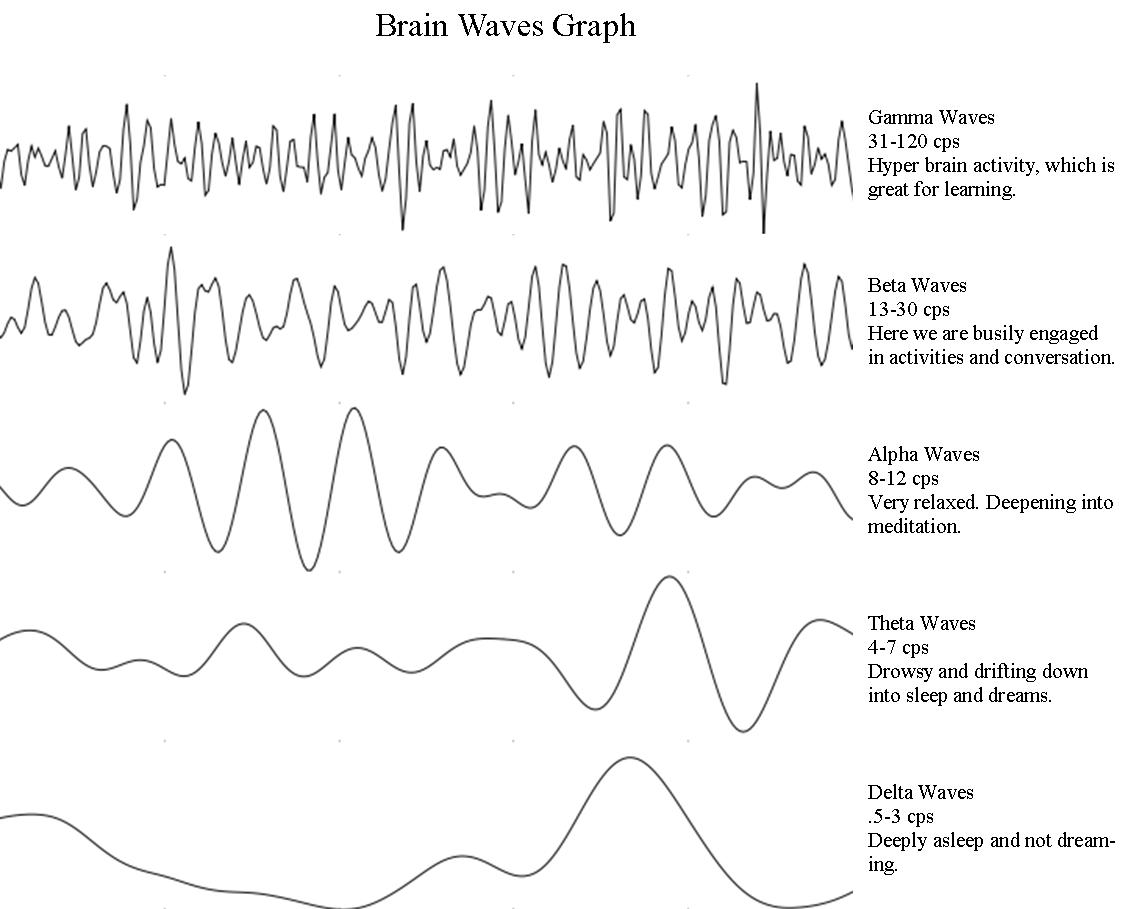 Brain Waves Graph
Gamma Waves
31-120 cps
Hyper brain activity, which is
great for learning.
Beta Waves
13-30 cps
Here we are busily engaged
in activities and conversation.
Alpha Waves
8-12 cps
Very relaxed. Deepening into
meditation.
Theta Waves
4-7 cps
Drowsy and drifting down
into sleep and dreams.
Delta Waves
.5-3 cps
Deeply asleep and not dream-
ing.